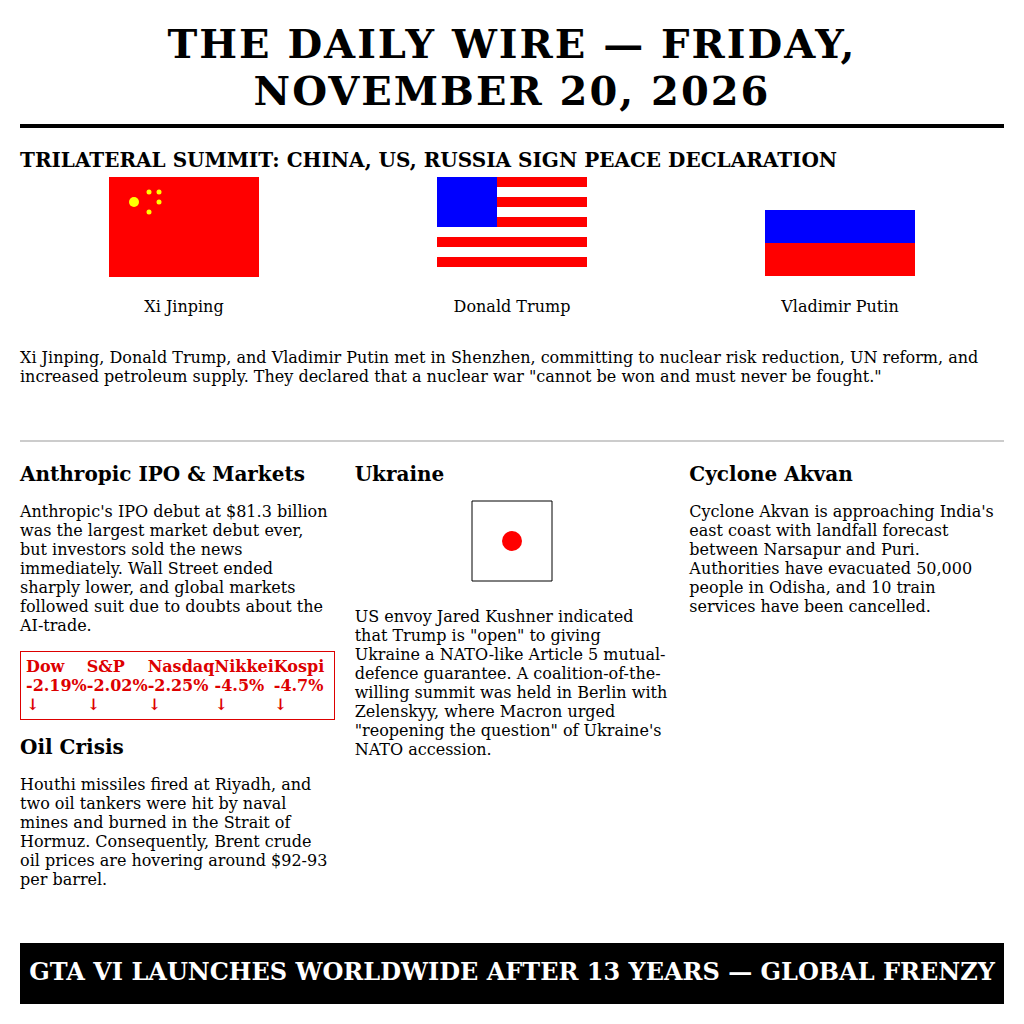 THE DAILY WIRE — FRIDAY,
NOVEMBER 20, 2026
TRILATERAL SUMMIT: CHINA, US, RUSSIA SIGN PEACE DECLARATION
Xi Jinping
Donald Trump
Vladimir Putin
Xi Jinping, Donald Trump, and Vladimir Putin met in Shenzhen, committing to nuclear risk reduction, UN reform, and
increased petroleum supply. They declared that a nuclear war "cannot be won and must never be fought."
Anthropic IPO & Markets
Anthropic's IPO debut at $81.3 billion
was the largest market debut ever,
but investors sold the news
immediately. Wall Street ended
sharply lower, and global markets
followed suit due to doubts about the
AI-trade.
Dow S&P Nasdaq Nikkei Kospi
-2.19% -2.02% -2.25% -4.5% -4.7%
↓ ↓ ↓ ↓ ↓
Oil Crisis
Houthi missiles fired at Riyadh, and
two oil tankers were hit by naval
mines and burned in the Strait of
Hormuz. Consequently, Brent crude
oil prices are hovering around $92-93
per barrel.
Ukraine
US envoy Jared Kushner indicated
that Trump is "open" to giving
Ukraine a NATO-like Article 5 mutual-
defence guarantee. A coalition-of-the-
willing summit was held in Berlin with
Zelenskyy, where Macron urged
"reopening the question" of Ukraine's
NATO accession.
Cyclone Akvan
Cyclone Akvan is approaching India's
east coast with landfall forecast
between Narsapur and Puri.
Authorities have evacuated 50,000
people in Odisha, and 10 train
services have been cancelled.
GTA VI LAUNCHES WORLDWIDE AFTER 13 YEARS — GLOBAL FRENZY